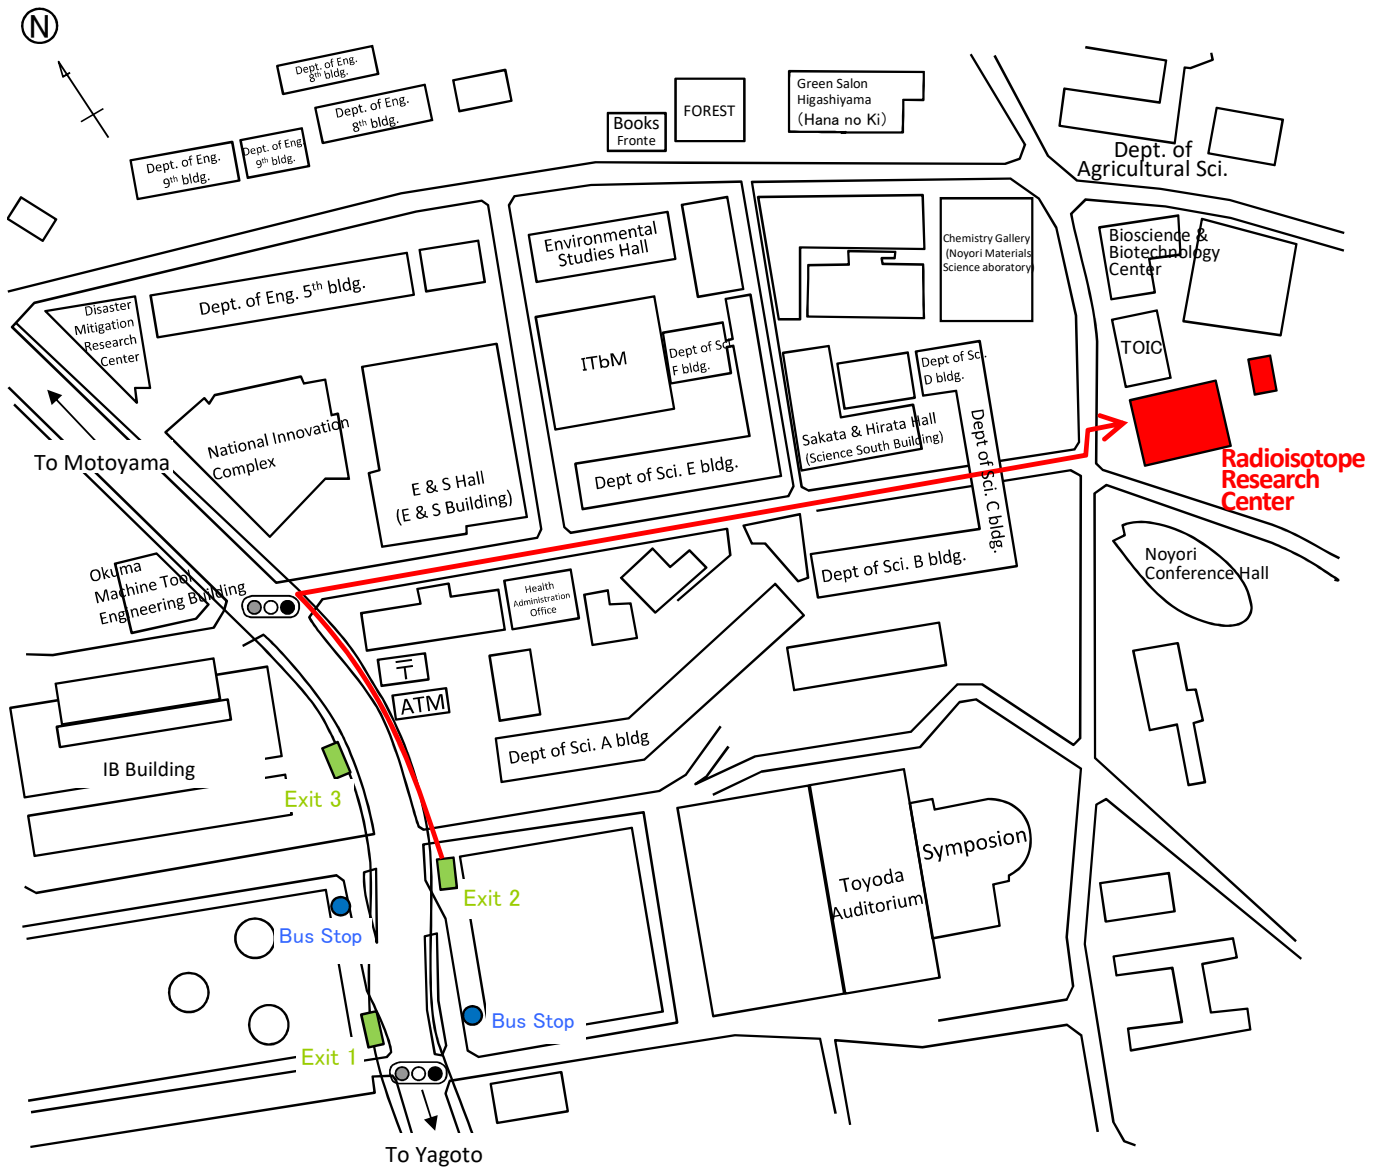 N
Dept. of Eng.
8th bldg.
Dept. of Eng.
8th bldg.
Dept. of Eng.
9th bldg.
Dept. of Eng
9th bldg.
Books
Fronte
FOREST
Green Salon
Higashiyama
(Hana no Ki)
Dept. of
Agricultural Sci.
Environmental
Studies Hall
Chemistry Gallery
(Noyori Materials
Science aboratory)
Bioscience &
Biotechnology
Center
Dept. of Eng. 5th bldg.
Disaster
Mitigation
Research
Center
ITbM
Dept of Sci.
F bldg.
Dept of Sci.
D bldg.
TOIC
National Innovation
Complex
To Motoyama
E & S Hall
(E & S Building)
Dept of Sci. E bldg.
Sakata & Hirata Hall
(Science South Building)
Dept of Sci. C bldg.
Radioisotope
Research
Center
Okuma
Machine Tool
Engineering Building
Health
Administration
Office
Dept of Sci. B bldg.
Noyori
Conference Hall
〒
ATM
IB Building
Dept of Sci. A bldg
Exit 3
Exit 2
Toyoda
Auditorium
Symposion
Bus Stop
Bus Stop
Exit 1
To Yagoto